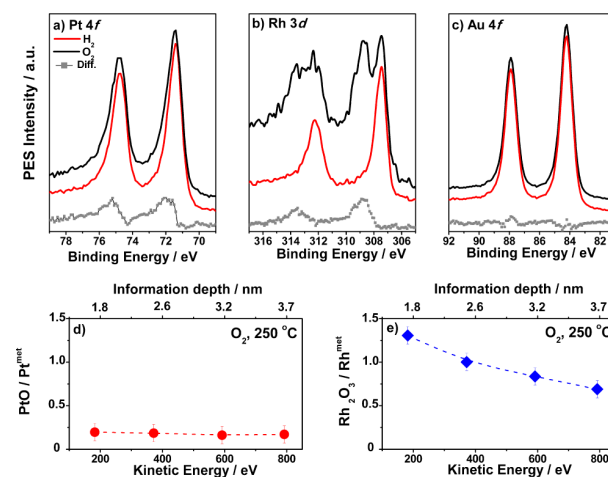 a) Pt 4f
H2
O2
Diff.
b) Rh 3d
c) Au 4f
PES Intensity / a.u.
78 76 74 72 70
316 314 312 310 308 306
92 90 88 86 84 82
Binding Energy / eV
Binding Energy / eV
Binding Energy / eV
Information depth / nm
Information depth / nm
1.8 2.6 3.2 3.7
1.8 2.6 3.2 3.7
d)
O2, 250 °C
e)
O2, 250 °C
PtO / Pt^met
Rh2O3 / Rh^met
1.5
1.0
0.5
0
1.5
1.0
0.5
0
200 400 600 800
200 400 600 800
Kinetic Energy / eV
Kinetic Energy / eV